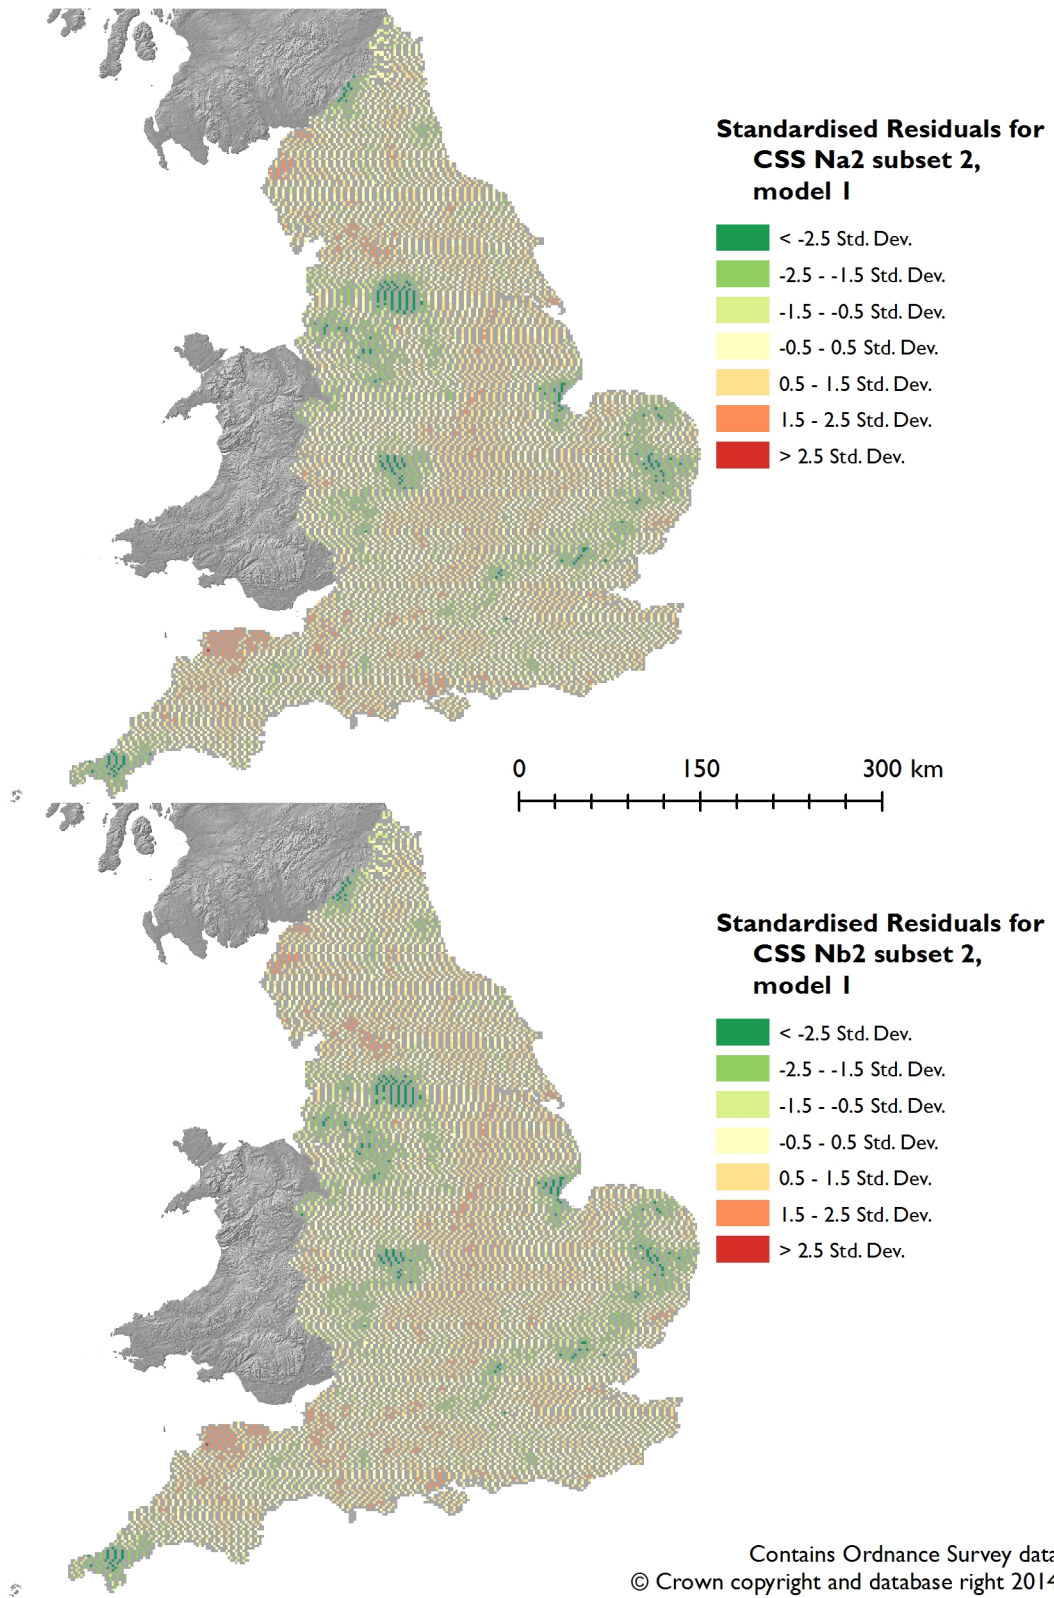 Standardised Residuals for
CSS Na2 subset 2,
model 1
< -2.5 Std. Dev.
-2.5 - -1.5 Std. Dev.
-1.5 - -0.5 Std. Dev.
-0.5 - 0.5 Std. Dev.
0.5 - 1.5 Std. Dev.
1.5 - 2.5 Std. Dev.
> 2.5 Std. Dev.
0 150 300 km
Standardised Residuals for
CSS Nb2 subset 2,
model 1
< -2.5 Std. Dev.
-2.5 - -1.5 Std. Dev.
-1.5 - -0.5 Std. Dev.
-0.5 - 0.5 Std. Dev.
0.5 - 1.5 Std. Dev.
1.5 - 2.5 Std. Dev.
> 2.5 Std. Dev.
Contains Ordnance Survey data
© Crown copyright and database right 2014